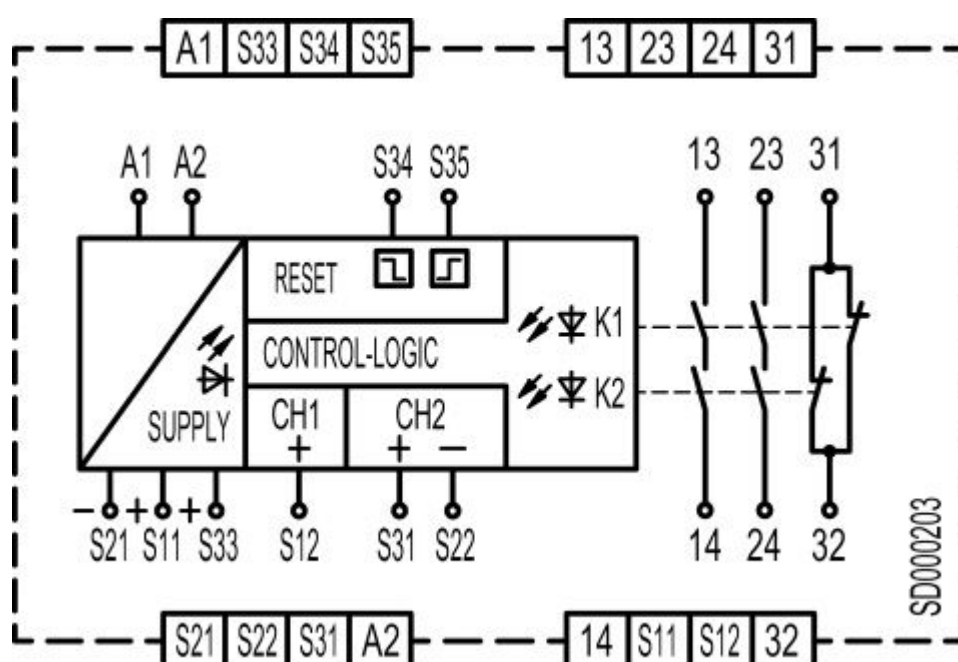 A1 S33 S34 S35 13 23 24 31
A1 A2 S34 S35 13 23 31
RESET
K1
CONTROL-LOGIC
K2
SUPPLY
CH1 CH2
+ + −
− + +
S21 S11 S33 S12 S31 S22 14 24 32
SD000203
S21 S22 S31 A2 14 S11 S12 32